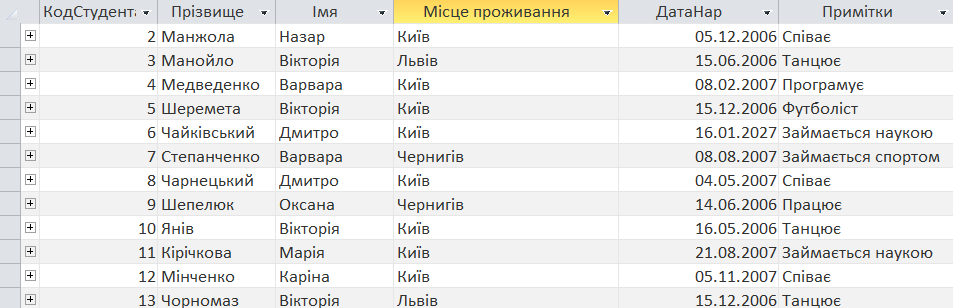 КодСтудента Прізвище Імя Місце проживання ДатаНар Примітки
2 Манжола Назар Київ 05.12.2006 Співає
3 Манойло Вікторія Львів 15.06.2006 Танцює
4 Медведенко Варвара Київ 08.02.2007 Програмує
5 Шеремета Вікторія Київ 15.12.2006 Футболіст
6 Чайківський Дмитро Київ 16.01.2027 Займається наукою
7 Степанченко Варвара Чернигів 08.08.2007 Займається спортом
8 Чарнецький Дмитро Київ 04.05.2007 Співає
9 Шепелюк Оксана Чернигів 14.06.2006 Працює
10 Янів Вікторія Київ 16.05.2006 Танцює
11 Кірічкова Марія Київ 21.08.2007 Займається наукою
12 Мінченко Каріна Київ 05.11.2007 Співає
13 Чорномаз Вікторія Львів 15.12.2006 Танцює